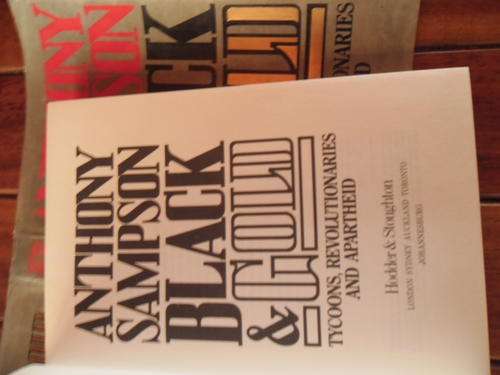 ANTHONY
SAMPSON
BLACK
& GOLD
TYCOONS, REVOLUTIONARIES
AND APARTHEID
Hodder & Stoughton
LONDON SYDNEY AUCKLAND TORONTO
JOHANNESBURG